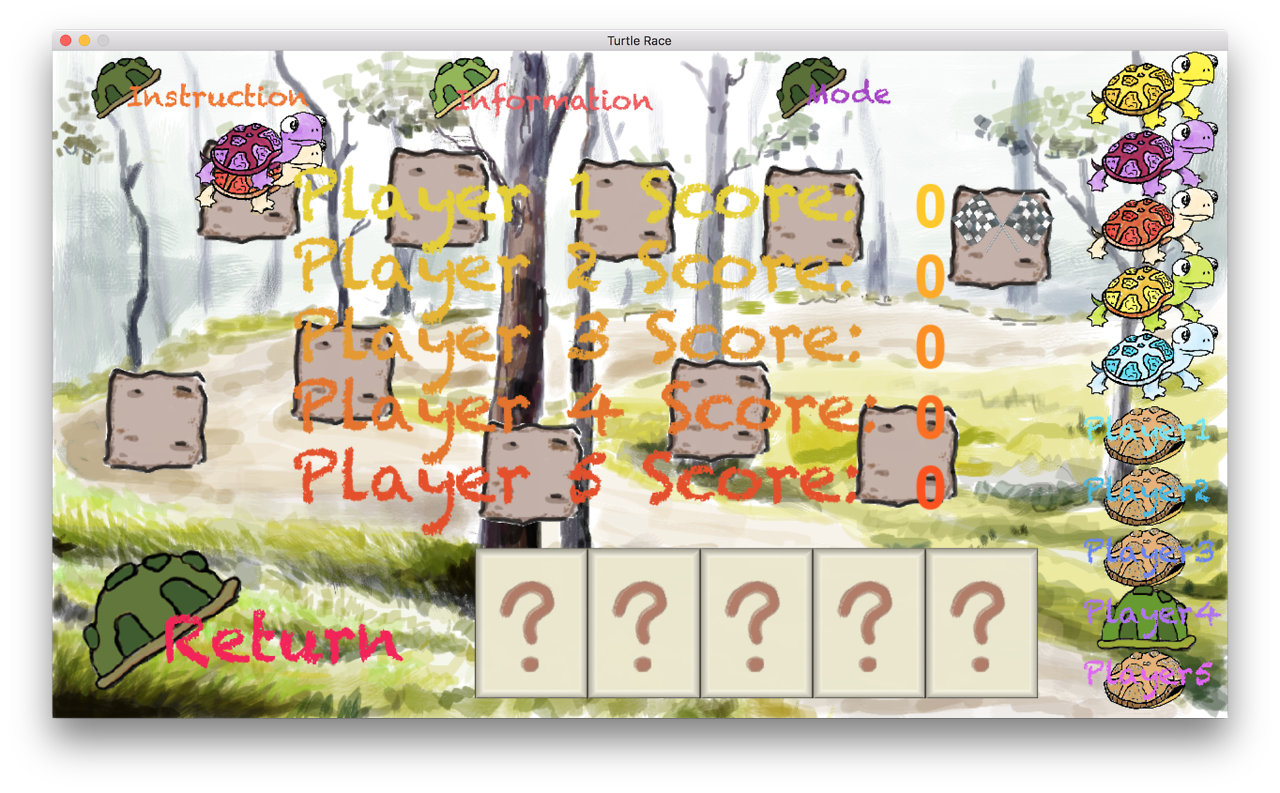 Turtle Race
Instruction
Information
Mode
Player 1 Score: 0
Player 2 Score: 0
Player 3 Score: 0
Player 4 Score: 0
Player 5 Score: 0
Player1
Player2
Player3
Player4
Player5
Return
? ? ? ? ?